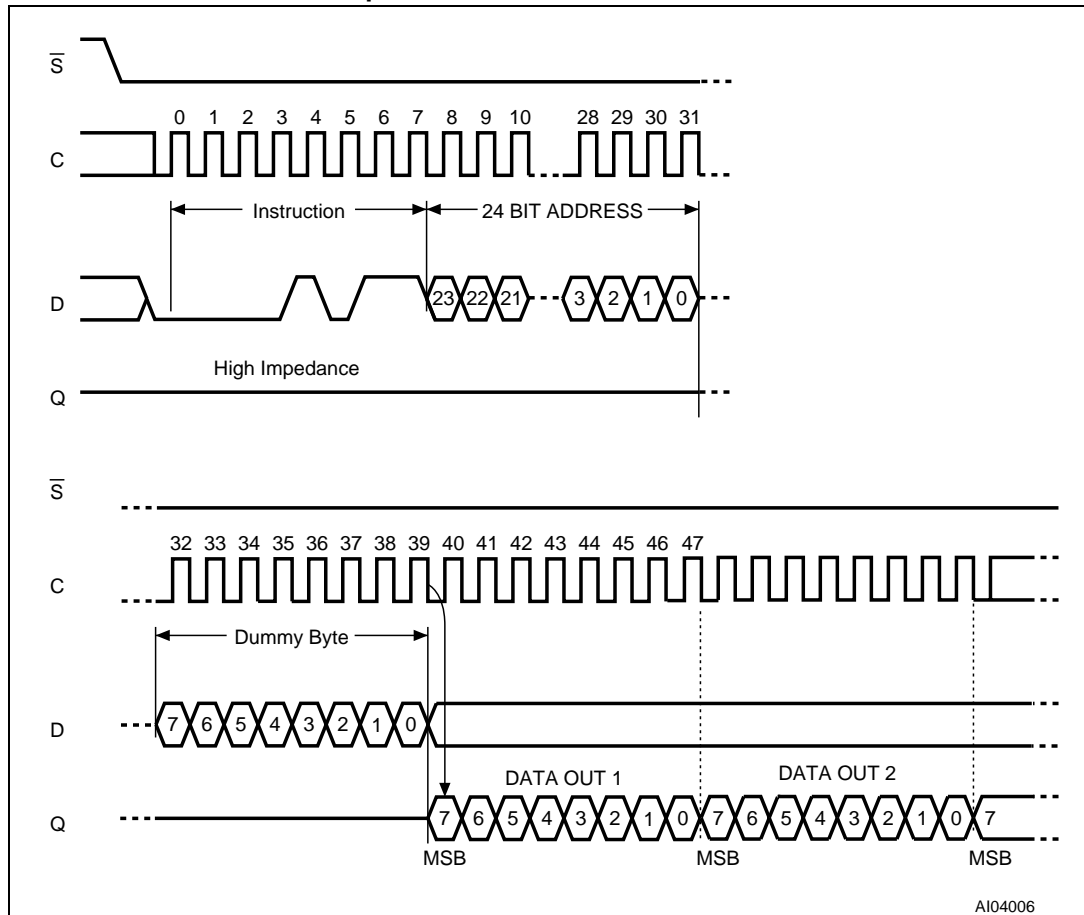 S
0 1 2 3 4 5 6 7 8 9 10 28 29 30 31
C
Instruction 24 BIT ADDRESS
D 23 22 21 3 2 1 0
High Impedance
Q
S
32 33 34 35 36 37 38 39 40 41 42 43 44 45 46 47
C
Dummy Byte
D 7 6 5 4 3 2 1 0
DATA OUT 1 DATA OUT 2
Q 7 6 5 4 3 2 1 0 7 6 5 4 3 2 1 0 7
MSB MSB MSB
AI04006